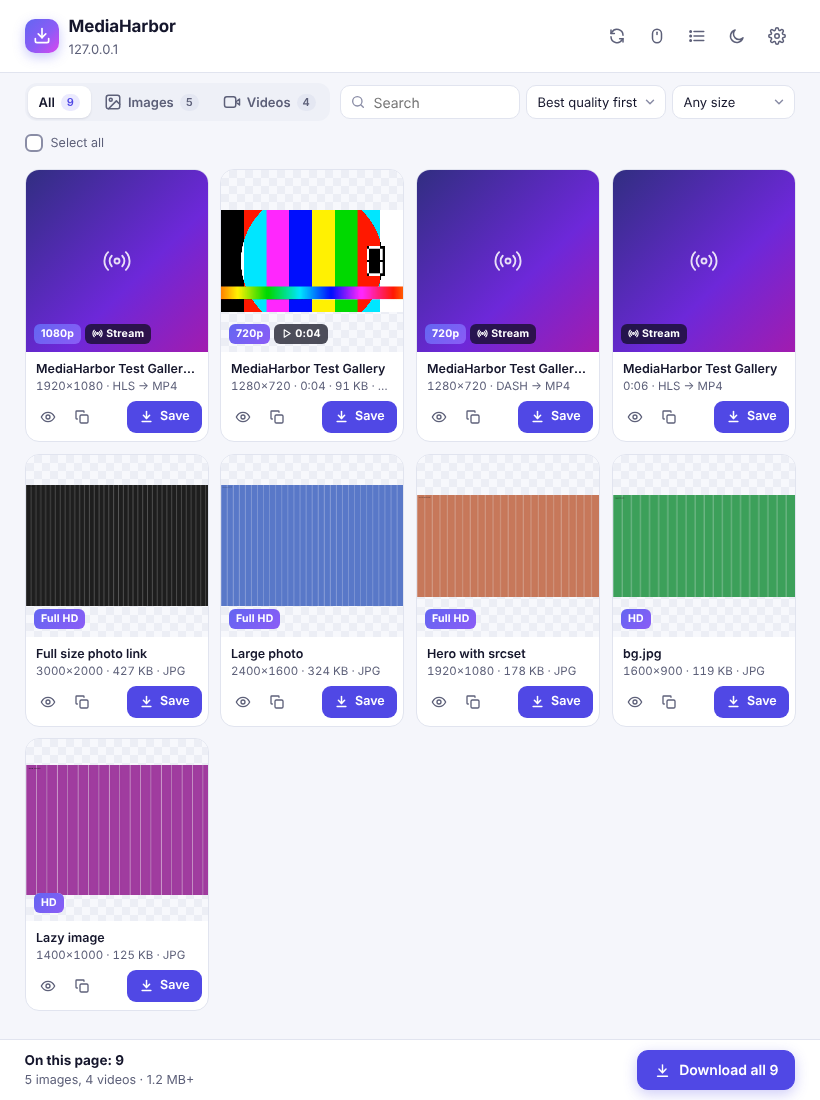 MediaHarbor
127.0.0.1
All 9
Images 5
Videos 4
Search
Best quality first
Any size
Select all
1080p
Stream
MediaHarbor Test Galler...
1920×1080 · HLS → MP4
Save
720p
0:04
MediaHarbor Test Gallery
1280×720 · 0:04 · 91 KB · ...
Save
720p
Stream
MediaHarbor Test Galler...
1280×720 · DASH → MP4
Save
Stream
MediaHarbor Test Gallery
0:06 · HLS → MP4
Save
Full HD
Full size photo link
3000×2000 · 427 KB · JPG
Save
Full HD
Large photo
2400×1600 · 324 KB · JPG
Save
Full HD
Hero with srcset
1920×1080 · 178 KB · JPG
Save
HD
bg.jpg
1600×900 · 119 KB · JPG
Save
HD
Lazy image
1400×1000 · 125 KB · JPG
Save
On this page: 9
5 images, 4 videos · 1.2 MB+
Download all 9